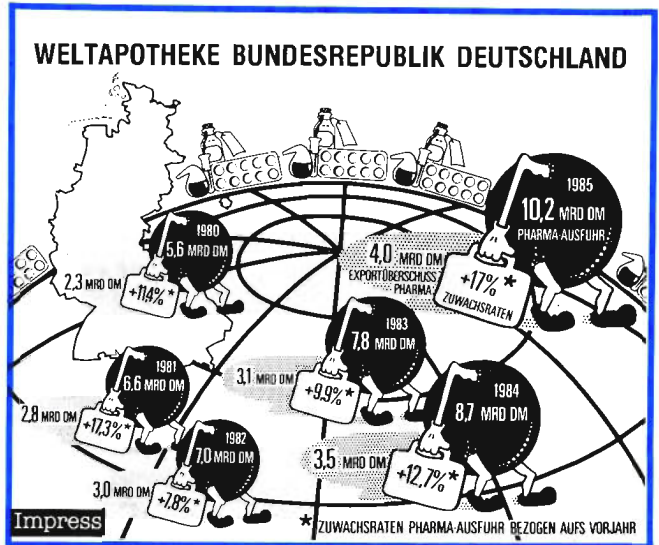 WELTAPOTHEKE BUNDESREPUBLIK DEUTSCHLAND
1980
5,6 MRD DM
2,3 MRD DM
+11,4% *
1981
6,6 MRD DM
2,8 MRD DM
+17,3% *
1982
7,0 MRD DM
3,0 MRD DM
+7,8% *
1983
7,8 MRD DM
3,1 MRD DM
+9,9% *
1984
8,7 MRD DM
3,5 MRD DM
+12,7% *
1985
10,2 MRD DM
PHARMA-AUSFUHR
4,0 MRD DM
EXPORTÜBERSCHUSS
PHARMA
+17% *
ZUWACHSRATEN
Impress
* ZUWACHSRATEN PHARMA-AUSFUHR BEZOGEN AUFS VORJAHR